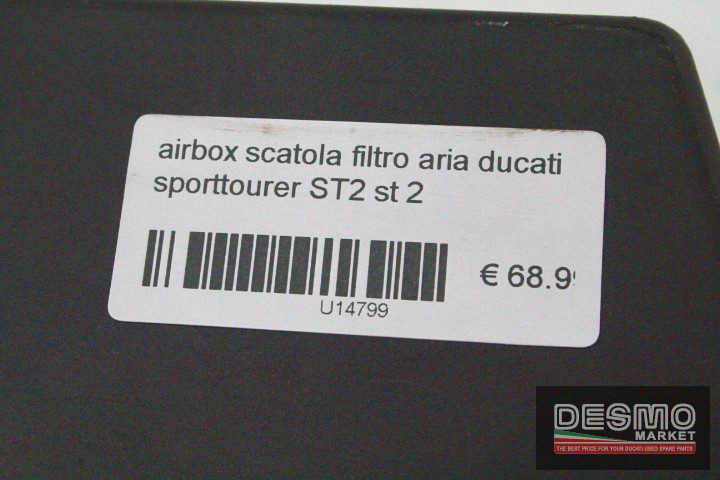 airbox scatola filtro aria ducati
sporttourer ST2 st 2
€ 68.9
U14799
DESMO
MARKET
THE BEST PRICE FOR YOUR DUCATI USED SPARE PARTS